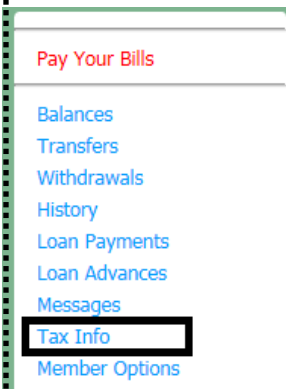 Pay Your Bills
Balances
Transfers
Withdrawals
History
Loan Payments
Loan Advances
Messages
Tax Info
Member Options